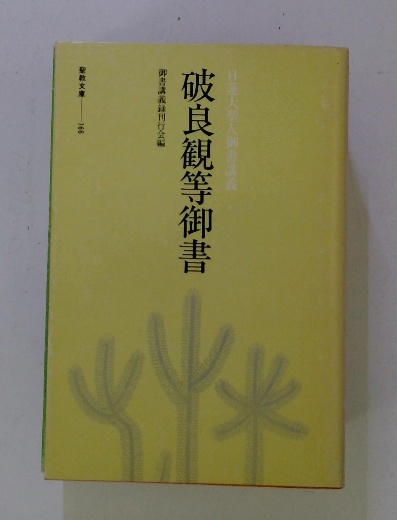 日蓮大聖人御書講義
破良観等御書
御書講義録刊行会編
聖教文庫——166